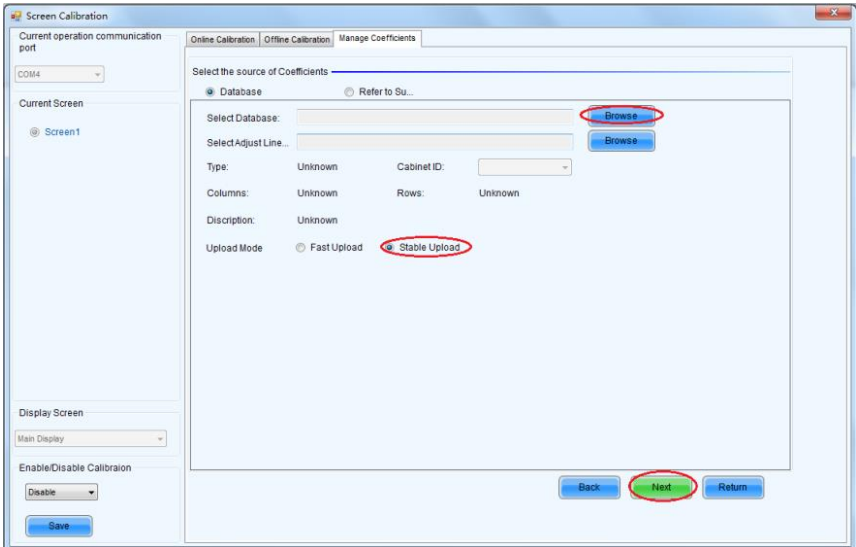 Screen Calibration
Current operation communication
port
COM4
Current Screen
Screen1
Display Screen
Main Display
Enable/Disable Calibraion
Disable
Save
Online Calibration Offline Calibration Manage Coefficients
Select the source of Coefficients
Database Refer to Su...
Select Database: Browse
Select Adjust Line... Browse
Type: Unknown Cabinet ID:
Columns: Unknown Rows: Unknown
Discription: Unknown
Upload Mode Fast Upload Stable Upload
Back Next Return